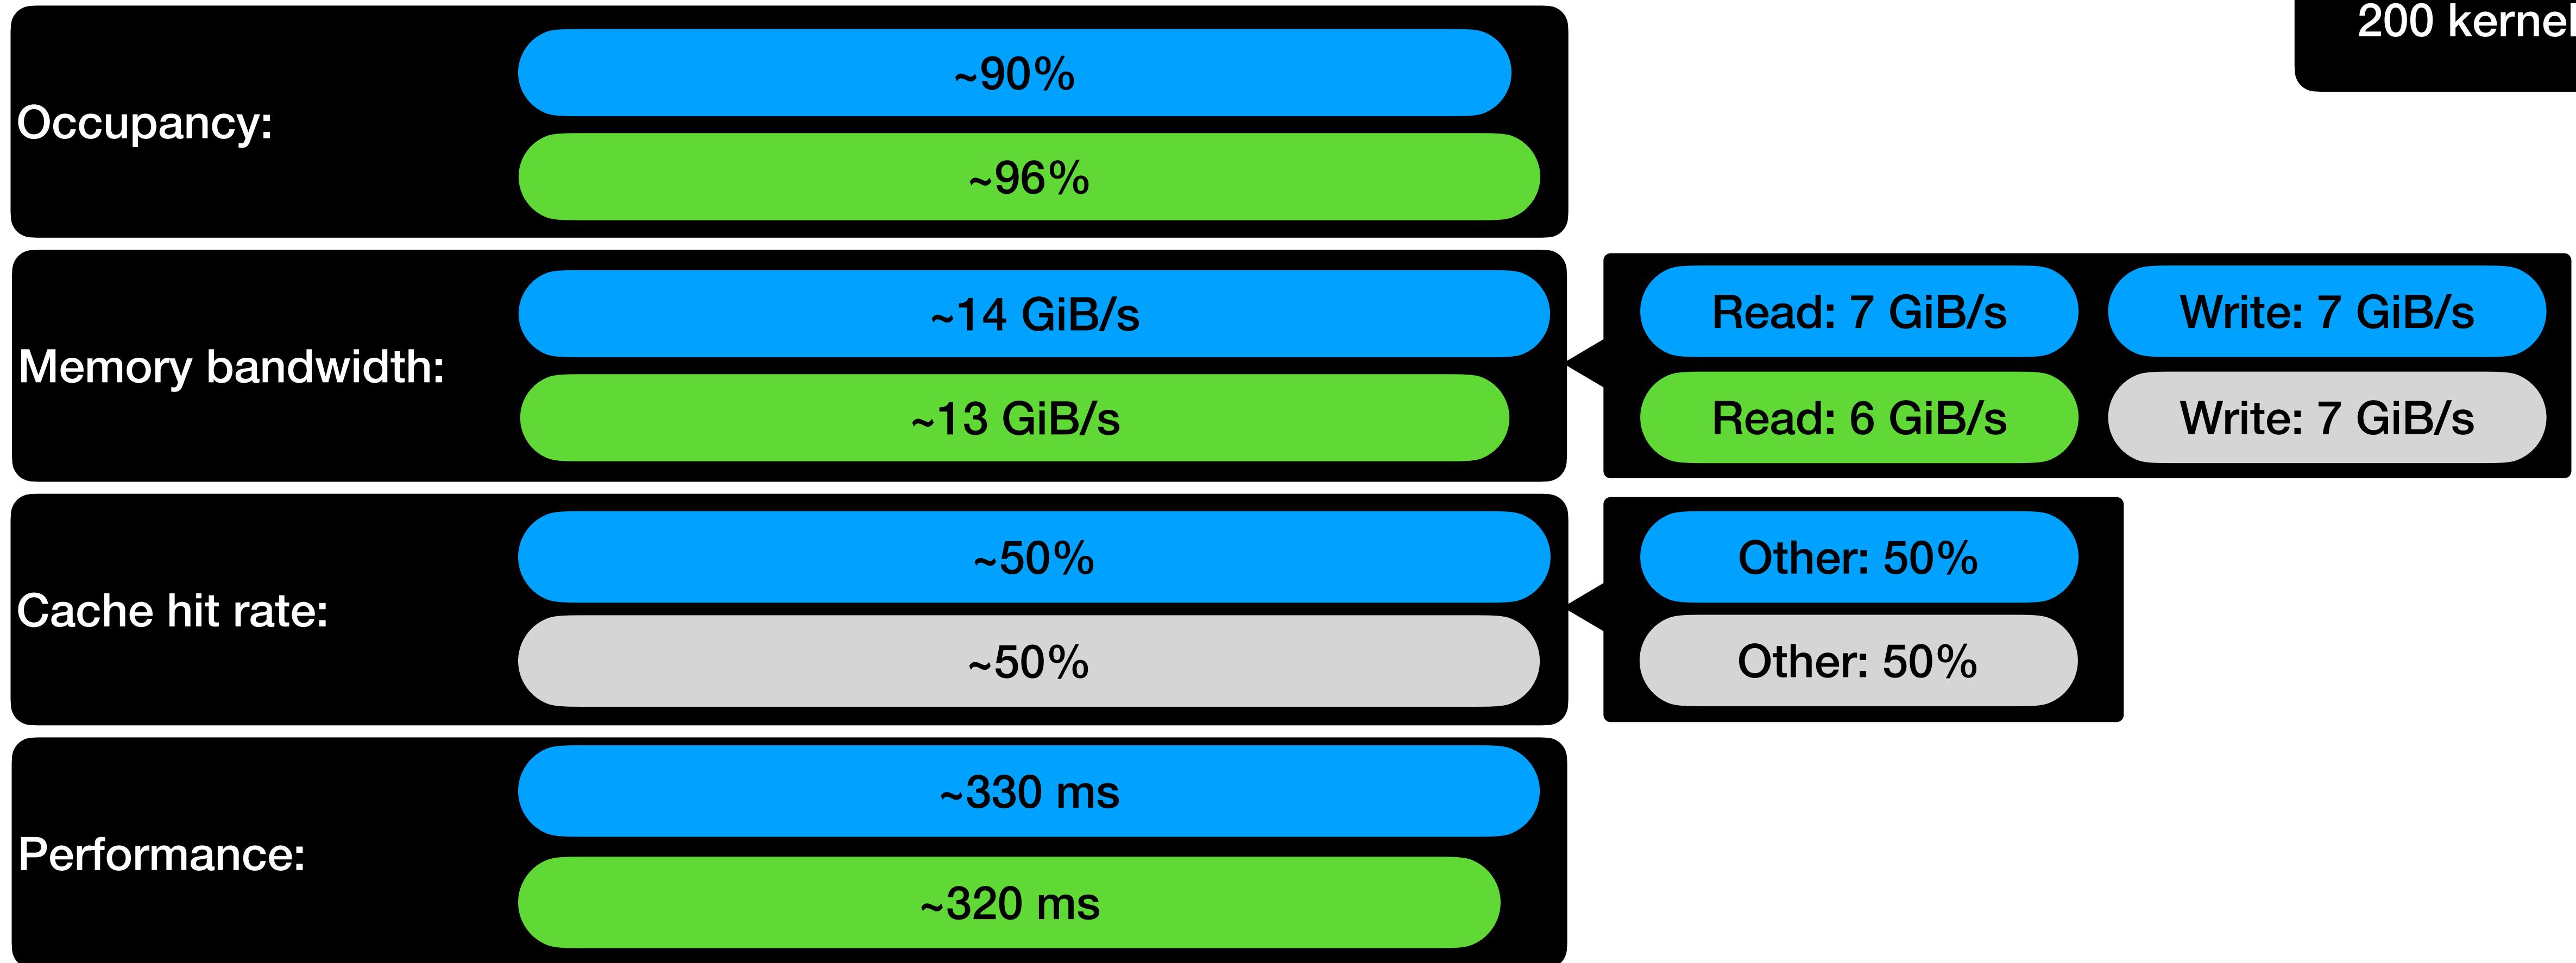 200 kernel
Occupancy:
~90%
~96%
Memory bandwidth:
~14 GiB/s
~13 GiB/s
Read: 7 GiB/s
Write: 7 GiB/s
Read: 6 GiB/s
Write: 7 GiB/s
Cache hit rate:
~50%
~50%
Other: 50%
Other: 50%
Performance:
~330 ms
~320 ms